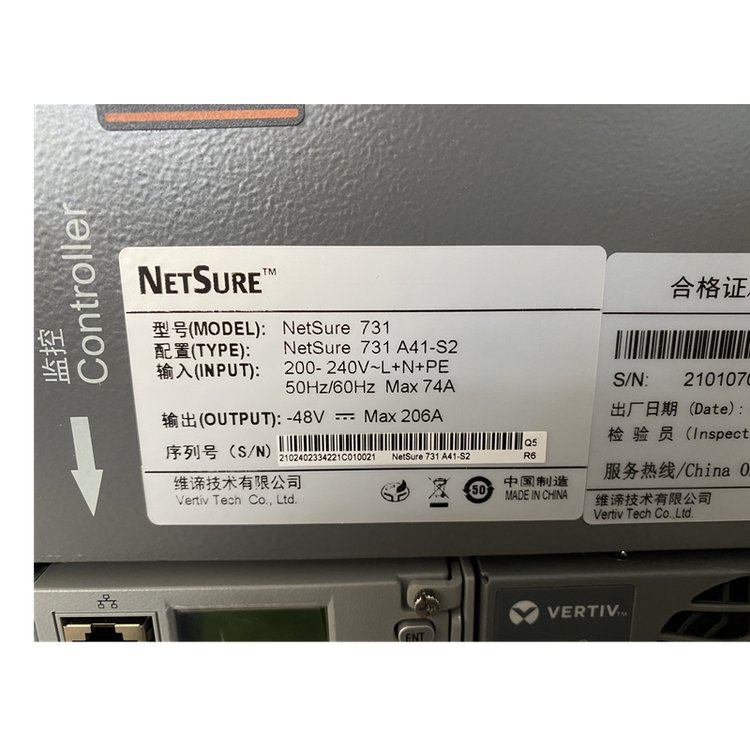 监控
Controller
NETSURE™
型号(MODEL): NetSure 731
配置(TYPE): NetSure 731 A41-S2
输入(INPUT): 200- 240V~L+N+PE
50Hz/60Hz Max 74A
输出(OUTPUT): -48V ⎓ Max 206A
序列号 (S/N)
2102402334221C010021 NetSure 731 A41-S2
Q5
R6
维谛技术有限公司
Vertiv Tech Co., Ltd.
50
中国制造
MADE IN CHINA
合格证
S/N: 2101070
出厂日期 (Date):
检 验 员 (Inspect
服务热线/China
维谛技术有限公司
Vertiv Tech Co.,Ltd.
ENT
VERTIV™